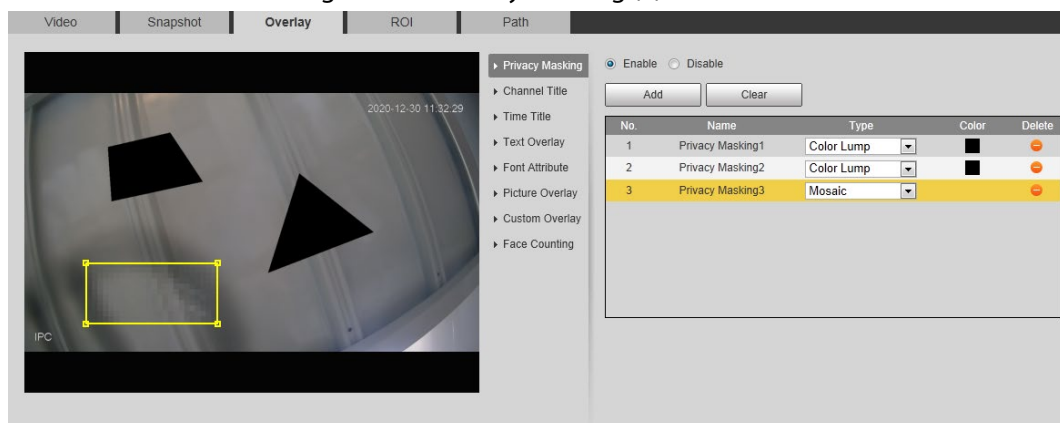 Video Snapshot Overlay ROI Path
2020-12-30 11:32:29
IPC
Privacy Masking
Channel Title
Time Title
Text Overlay
Font Attribute
Picture Overlay
Custom Overlay
Face Counting
Enable Disable
Add Clear
No. Name Type Color Delete
1 Privacy Masking1 Color Lump
2 Privacy Masking2 Color Lump
3 Privacy Masking3 Mosaic